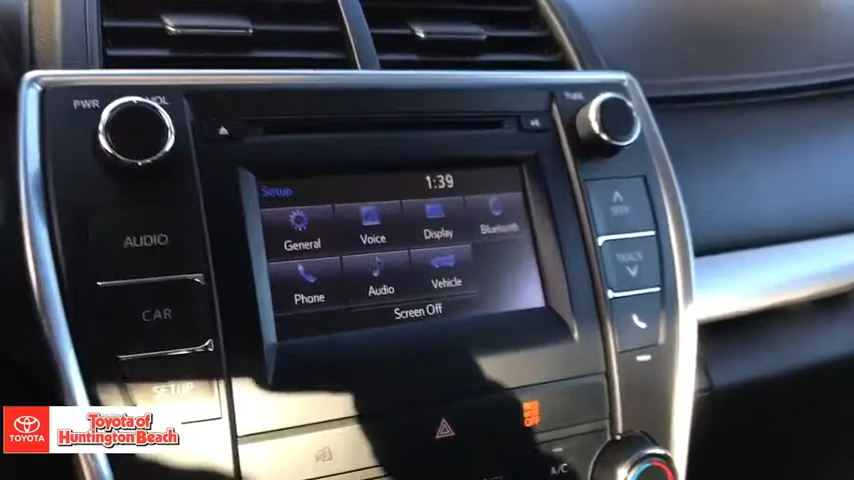 PWR VOL
TUNE
Setup 1:39
General Voice Display Bluetooth
Phone Audio Vehicle
Screen Off
AUDIO
CAR
SETUP
SEEK
TRACK
A/C
OFF
TOYOTA
Toyota of
Huntington Beach